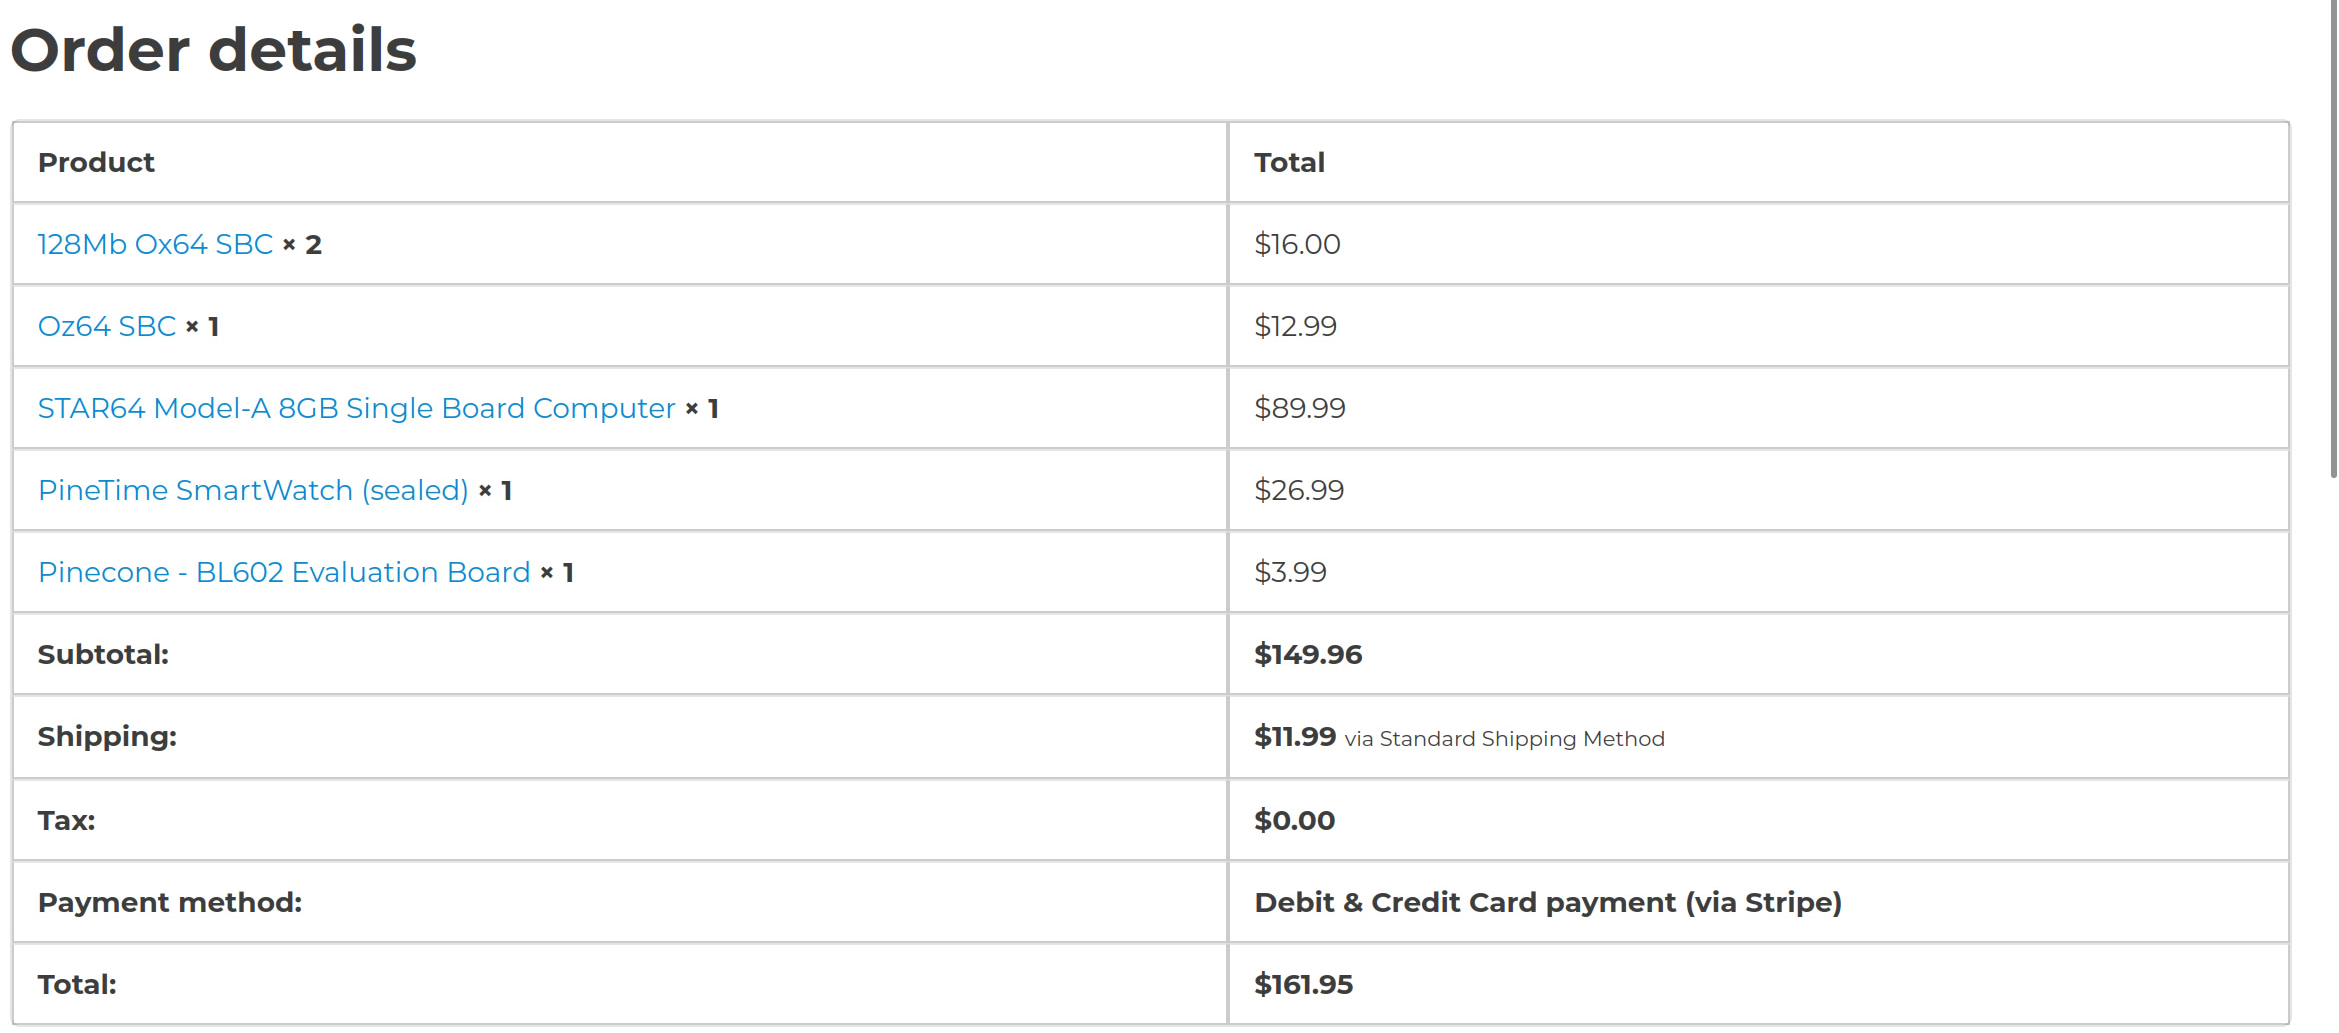 Order details
Product Total
128Mb Ox64 SBC × 2 $16.00
Oz64 SBC × 1 $12.99
STAR64 Model-A 8GB Single Board Computer × 1 $89.99
PineTime SmartWatch (sealed) × 1 $26.99
Pinecone - BL602 Evaluation Board × 1 $3.99
Subtotal: $149.96
Shipping: $11.99 via Standard Shipping Method
Tax: $0.00
Payment method: Debit & Credit Card payment (via Stripe)
Total: $161.95